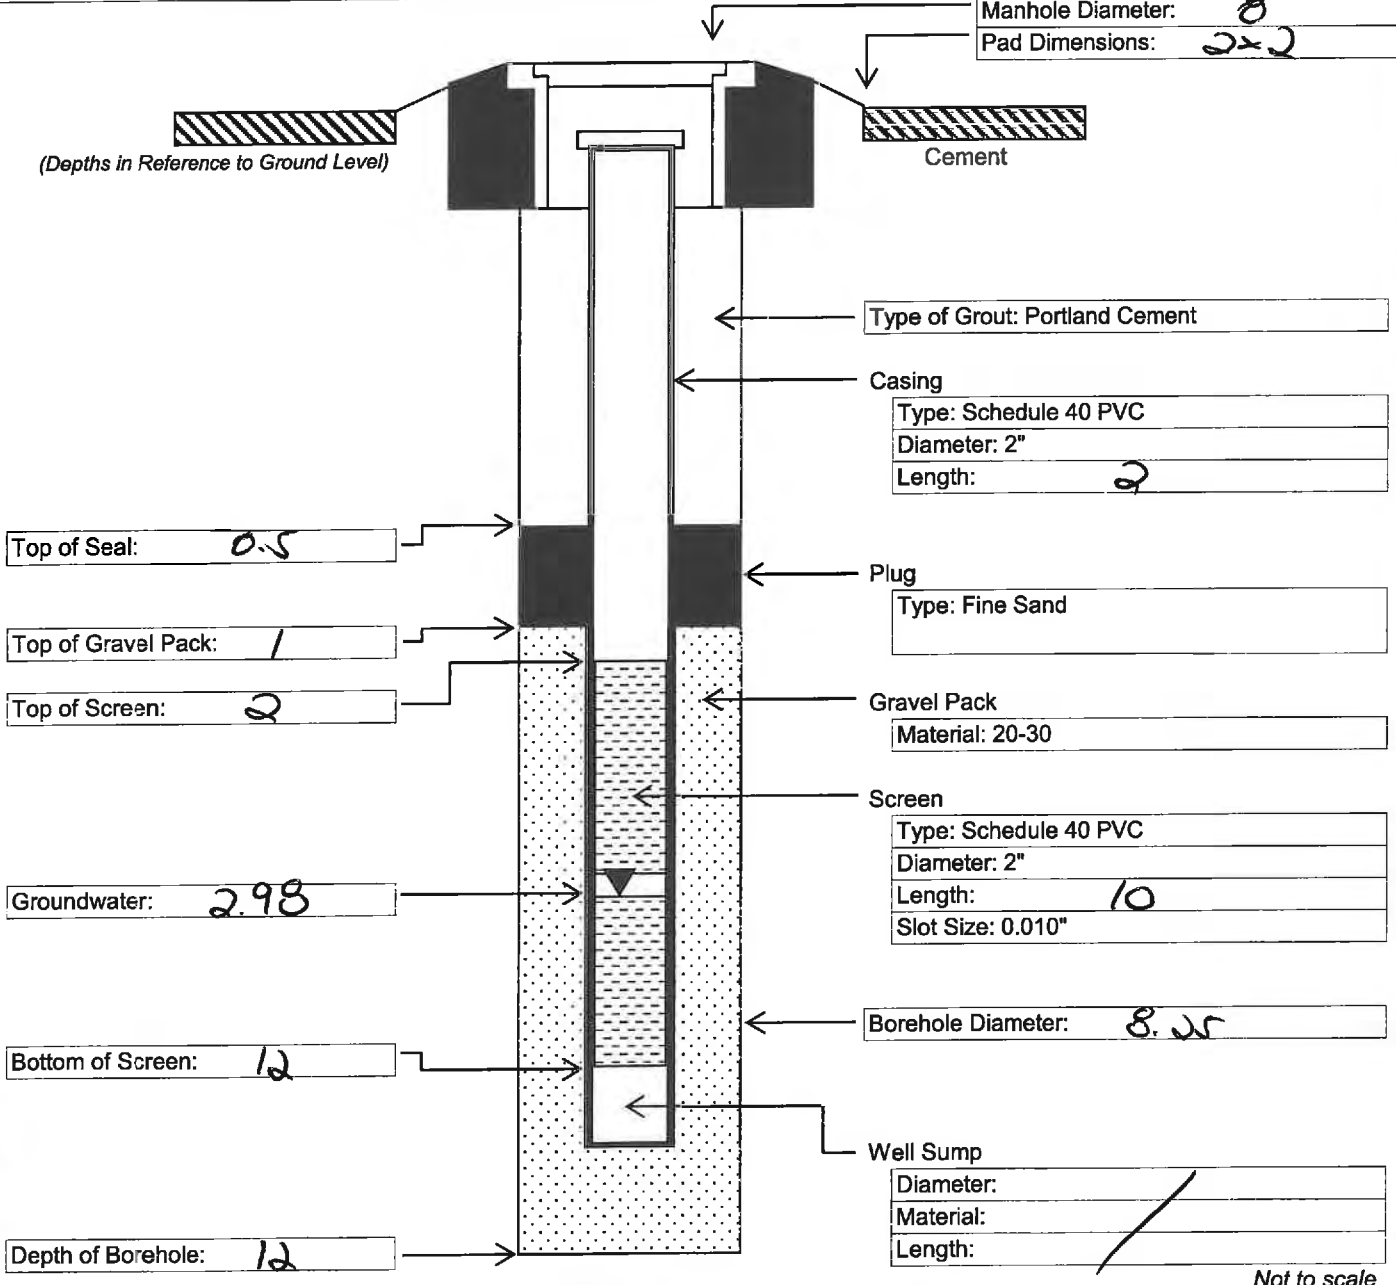 Manhole Diameter: 8
Pad Dimensions: 2x2
(Depths in Reference to Ground Level)
Cement
Type of Grout: Portland Cement
Casing
Type: Schedule 40 PVC
Diameter: 2"
Length: 2
Top of Seal: 0.5
Plug
Type: Fine Sand
Top of Gravel Pack: 1
Top of Screen: 2
Gravel Pack
Material: 20-30
Screen
Type: Schedule 40 PVC
Diameter: 2"
Length: 10
Slot Size: 0.010"
Groundwater: 2.98
Borehole Diameter: 8.25
Bottom of Screen: 12
Well Sump
Diameter:
Material:
Length:
Depth of Borehole: 12
Not to scale